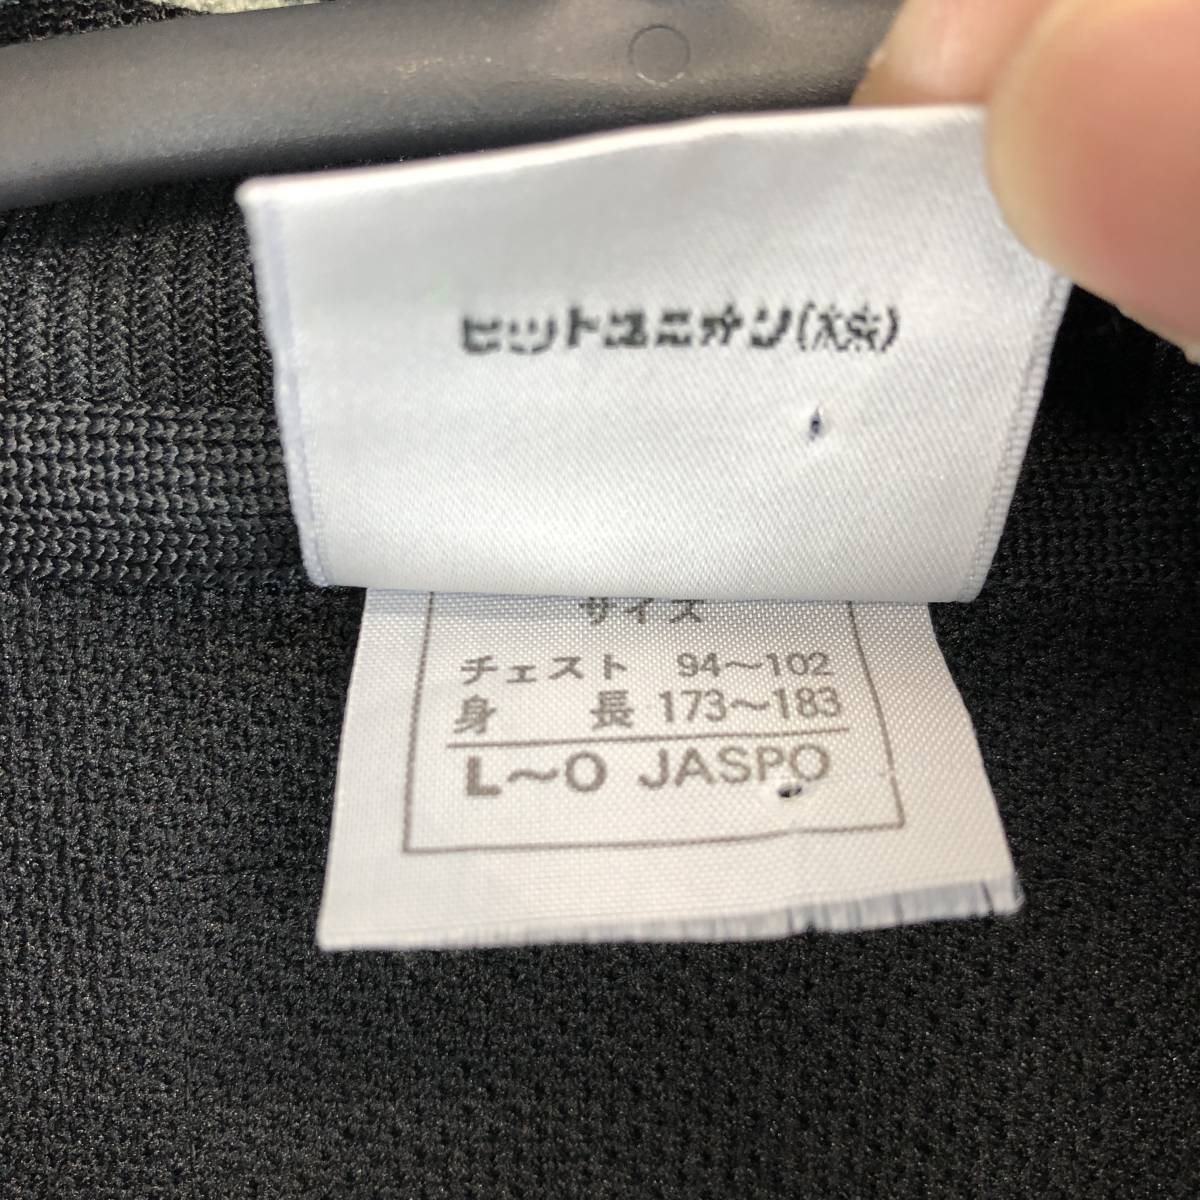 ヒットユニオン(株)
サイズ
チェスト 94〜102
身 長 173〜183
L〜O JASPO